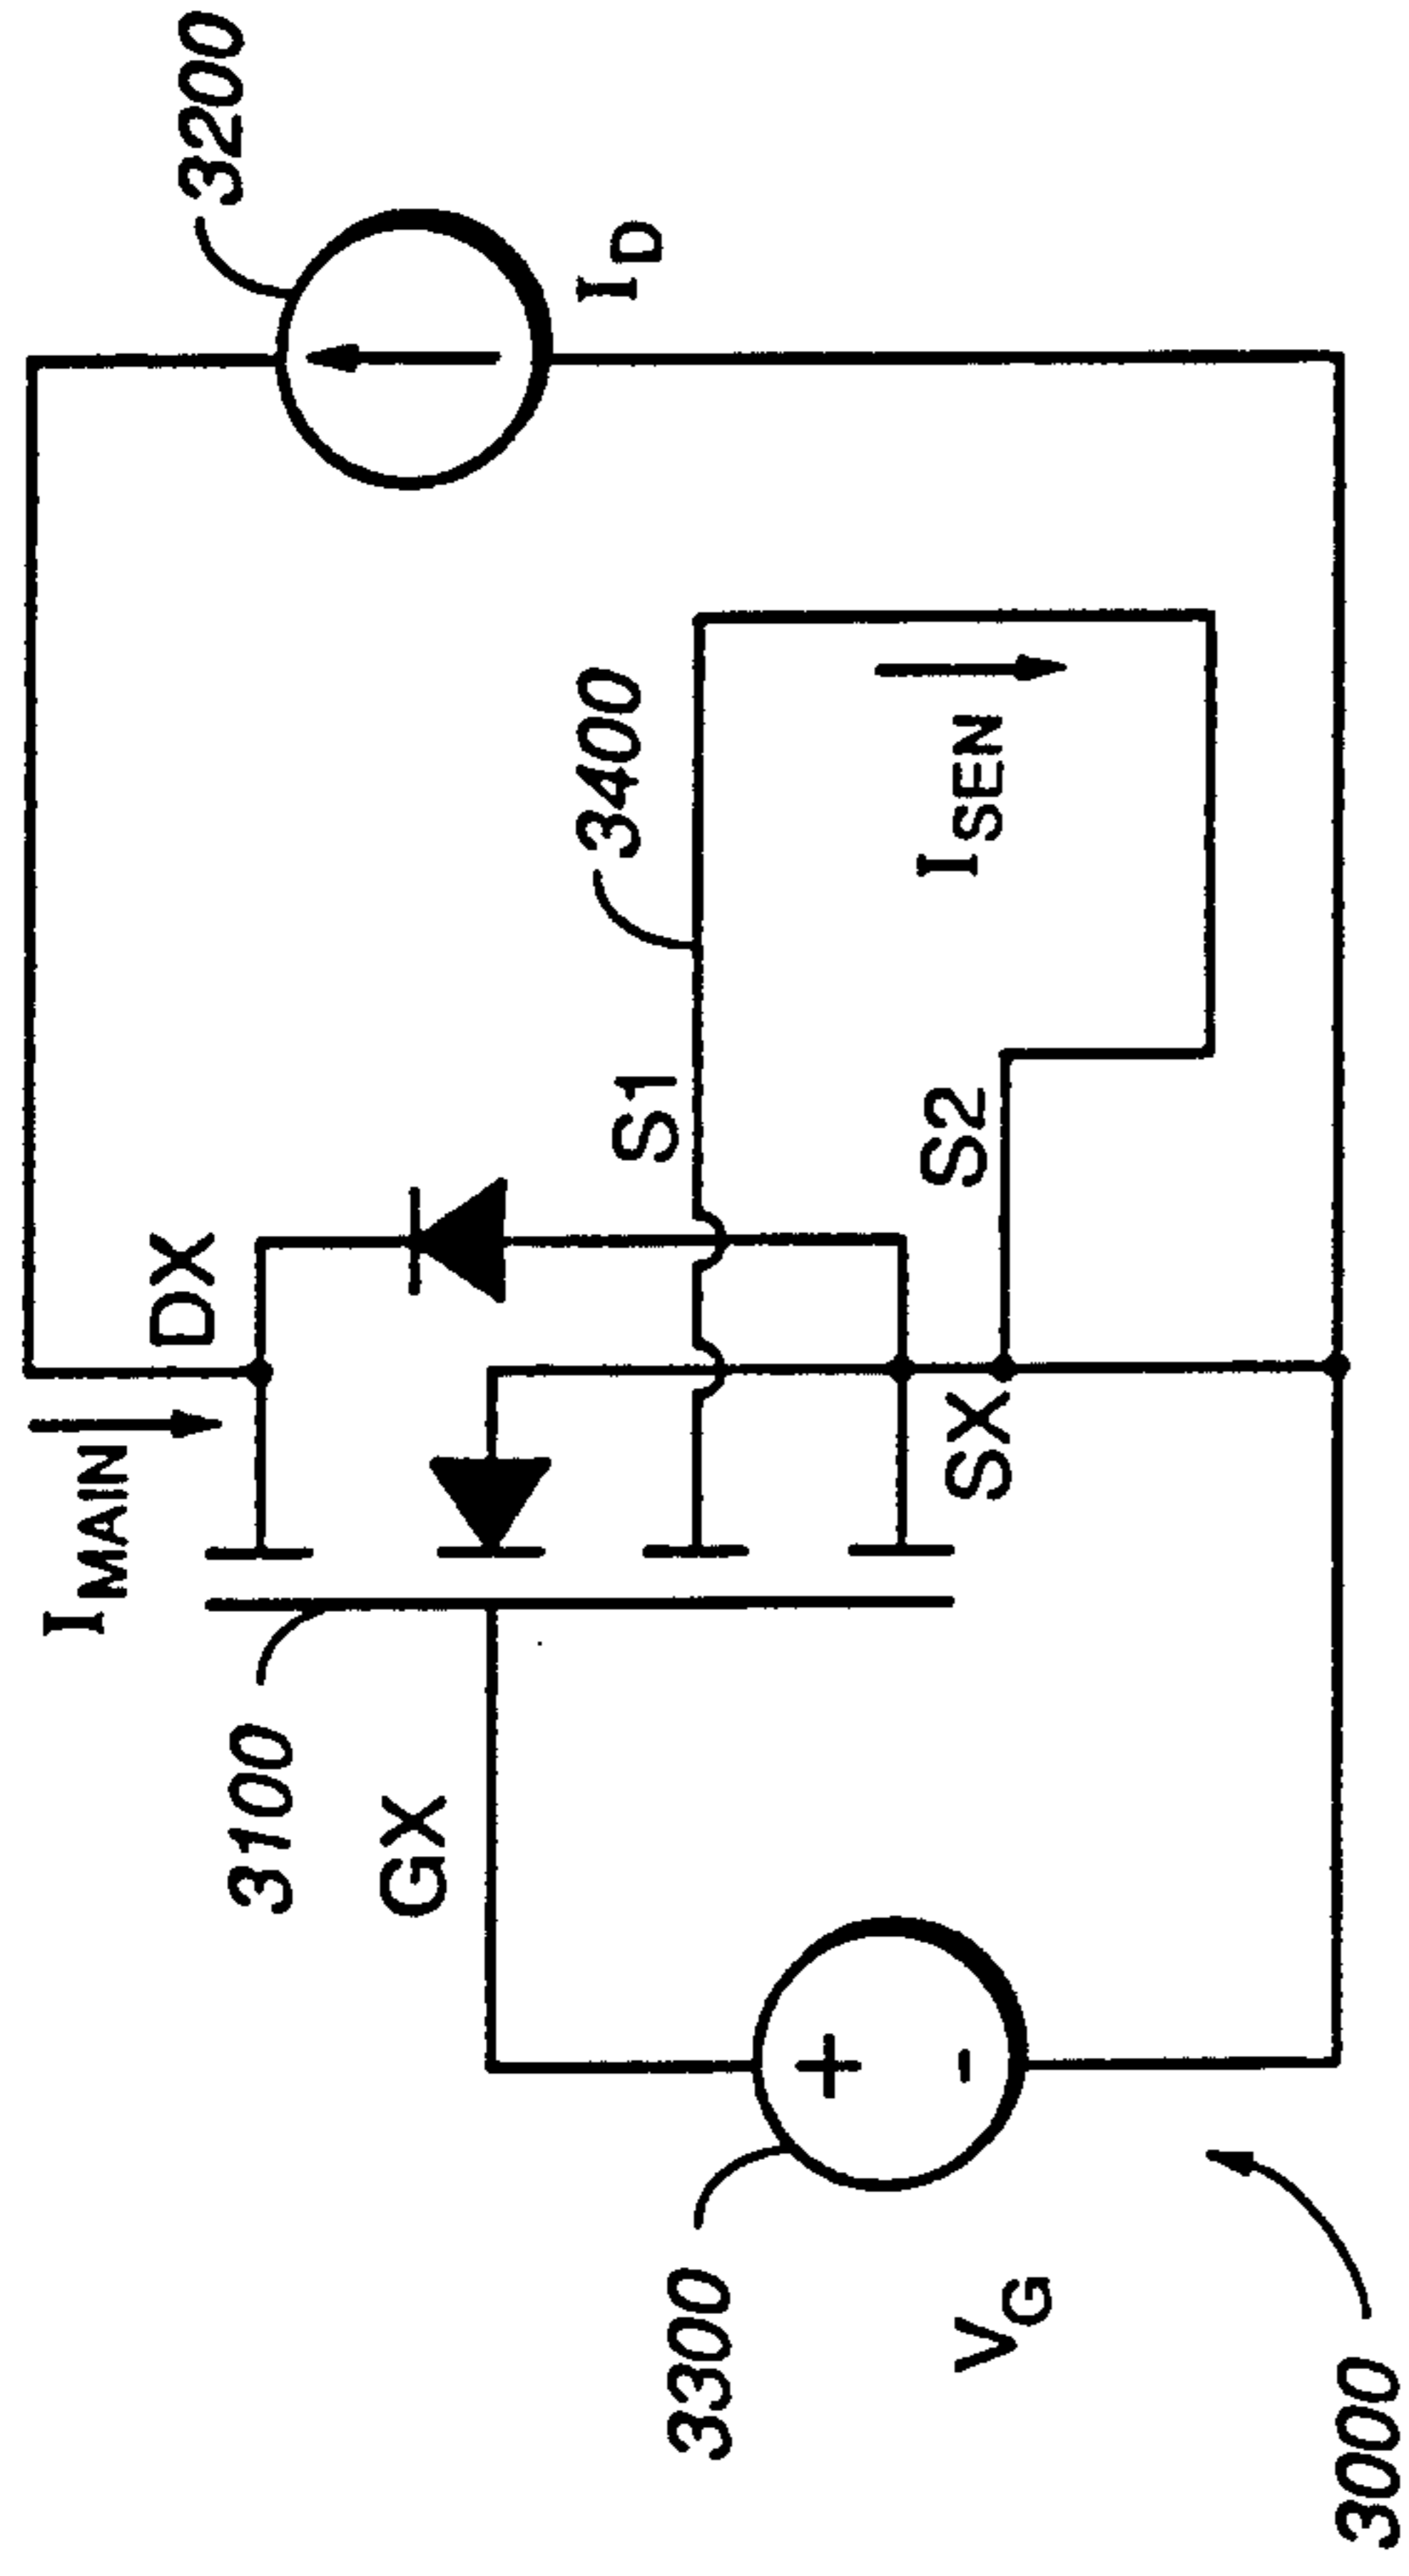 3200
I_D
3400
I_SEN
S1
S2
DX
SX
I_MAIN
3100
GX
+
-
3300
V_G
3000